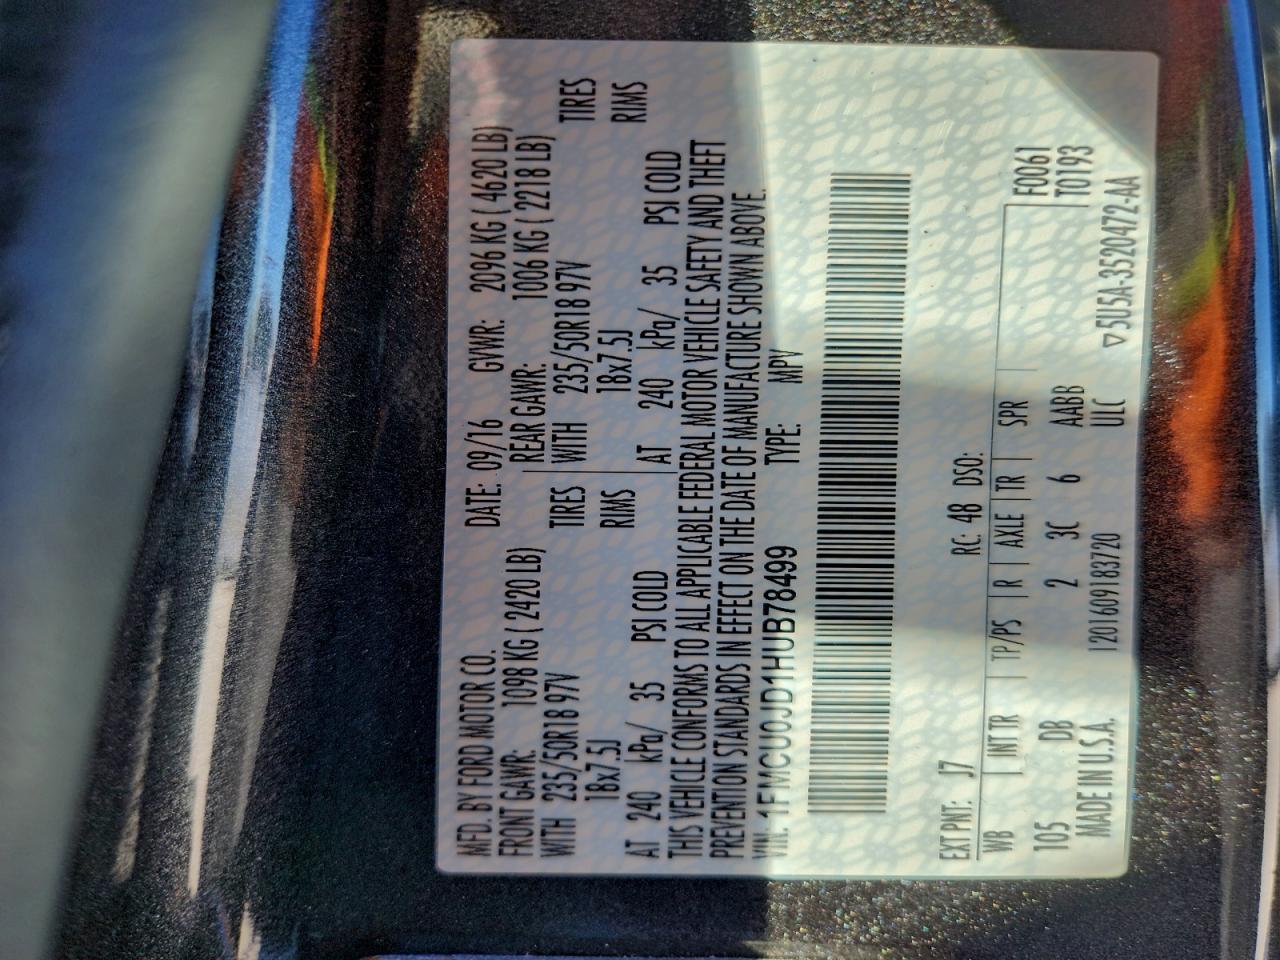 MFD. BY FORD MOTOR CO.
DATE: 09/16 GVWR: 2096 KG ( 4620 LB)
FRONT GAWR: 1098 KG ( 2420 LB) REAR GAWR: 1006 KG ( 2218 LB)
WITH 235/50R18 97V TIRES WITH 235/50R18 97V TIRES
18x7.5J RIMS 18x7.5J RIMS
AT 240 kPa/ 35 PSI COLD AT 240 kPa/ 35 PSI COLD
THIS VEHICLE CONFORMS TO ALL APPLICABLE FEDERAL MOTOR VEHICLE SAFETY AND THEFT
PREVENTION STANDARDS IN EFFECT ON THE DATE OF MANUFACTURE SHOWN ABOVE.
VIN: 1FMCU0JD1HUB78499 TYPE: MPV
EXT PNT: J7 RC: 48 DSO:
WB INT TR TP/PS R AXLE TR SPR F0061
T0193
105 DB 2 3C 6 AABB
MADE IN U.S.A. 120160918372​0 ULC ▽5U5A-3520472-AA